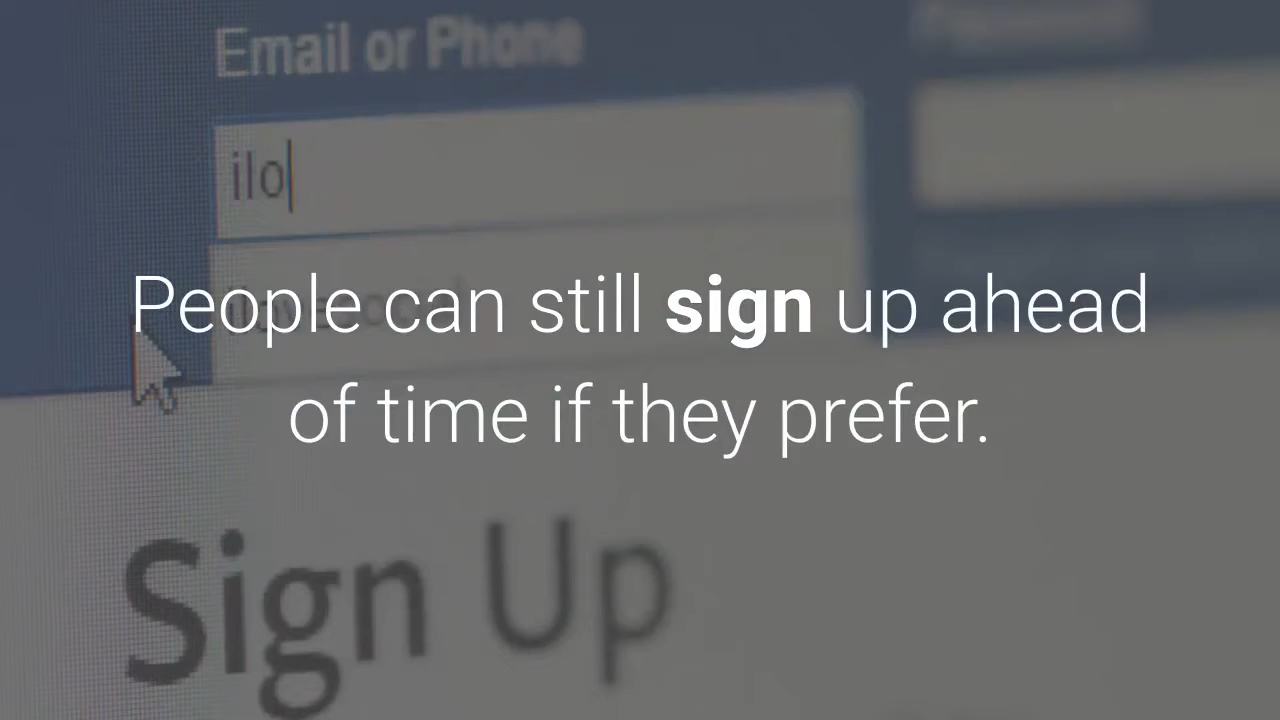 Email or Phone
ilo
People can still sign up ahead
of time if they prefer.
Sign Up